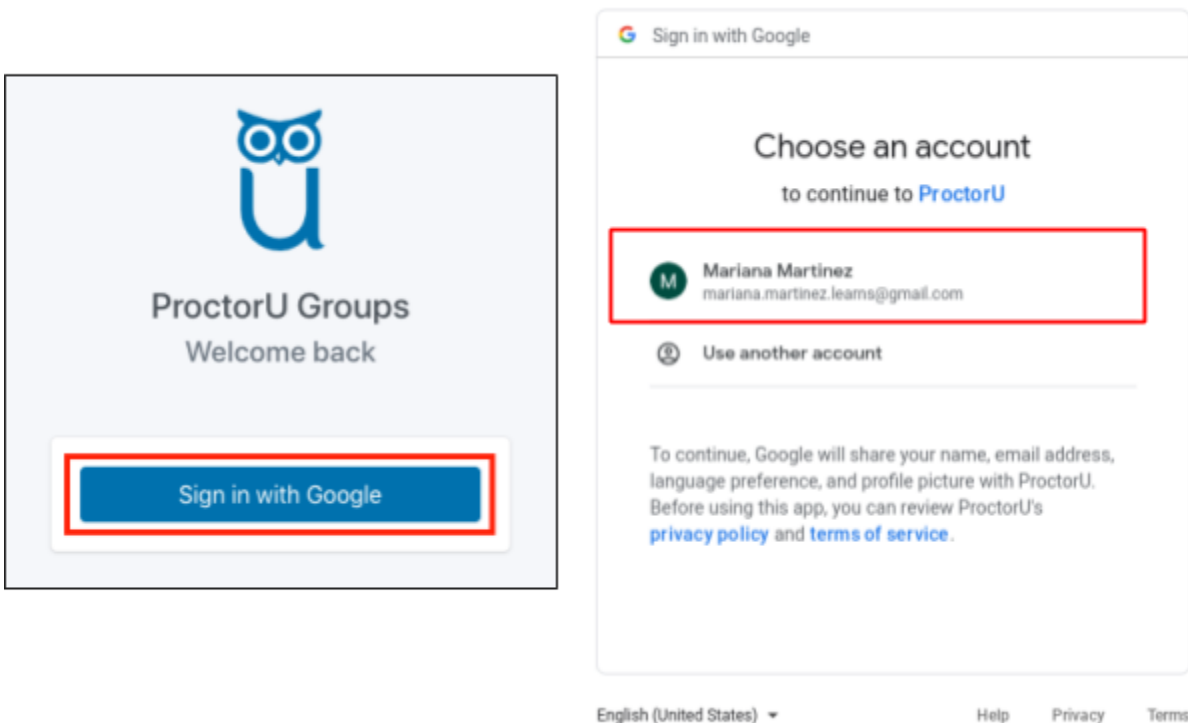 ProctorU Groups
Welcome back
Sign in with Google
Sign in with Google
Choose an account
to continue to ProctorU
M
Mariana Martinez
mariana.martinez.learns@gmail.com
Use another account
To continue, Google will share your name, email address,
language preference, and profile picture with ProctorU.
Before using this app, you can review ProctorU's
privacy policy and terms of service.
English (United States)
Help Privacy Terms